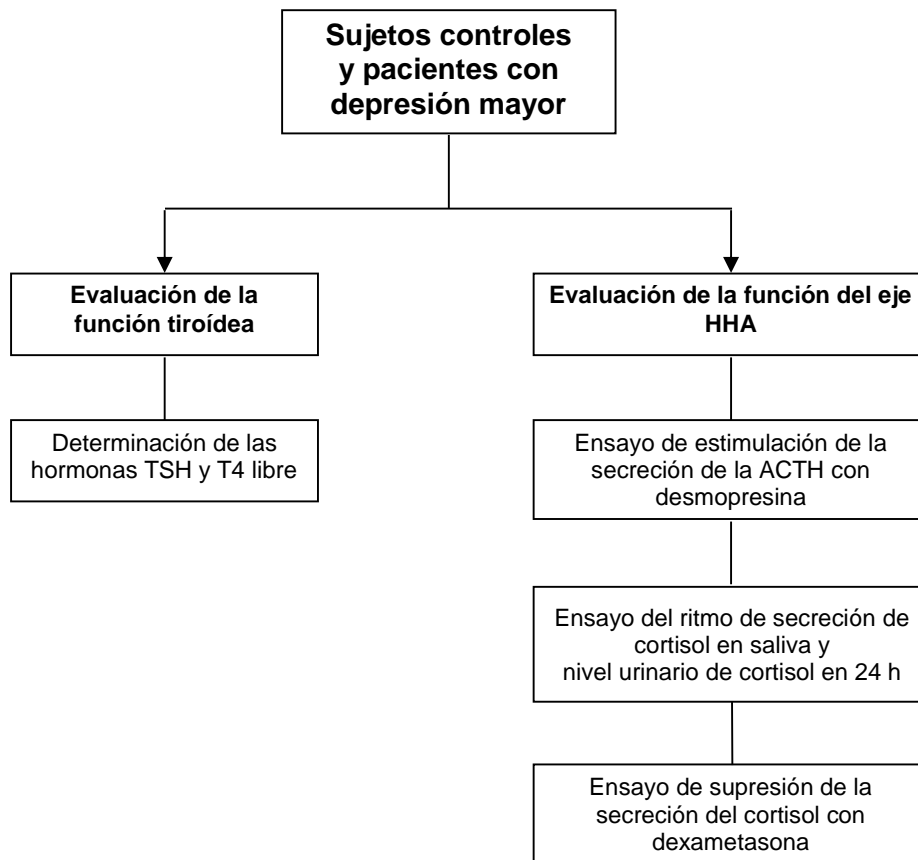 Sujetos controles
y pacientes con
depresión mayor
Evaluación de la
función tiroídea
Evaluación de la función del eje
HHA
Determinación de las
hormonas TSH y T4 libre
Ensayo de estimulación de la
secreción de la ACTH con
desmopresina
Ensayo del ritmo de secreción de
cortisol en saliva y
nivel urinario de cortisol en 24 h
Ensayo de supresión de la
secreción del cortisol con
dexametasona